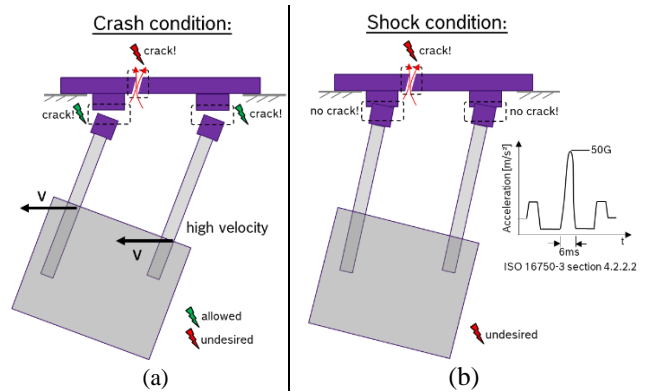 Crash condition:
crack!
crack!
crack!
V
high velocity
V
allowed
undesired
(a)
Shock condition:
crack!
no crack!
no crack!
50G
Acceleration [m/s²]
t
6ms
ISO 16750-3 section 4.2.2.2
undesired
(b)